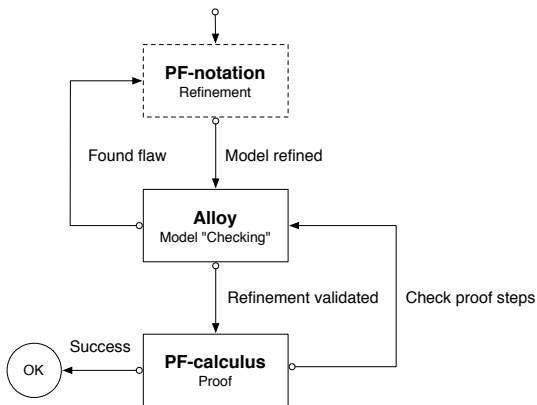 PF-notation
Refinement
Found flaw
Model refined
Alloy
Model "Checking"
Refinement validated
Check proof steps
Success
OK
PF-calculus
Proof